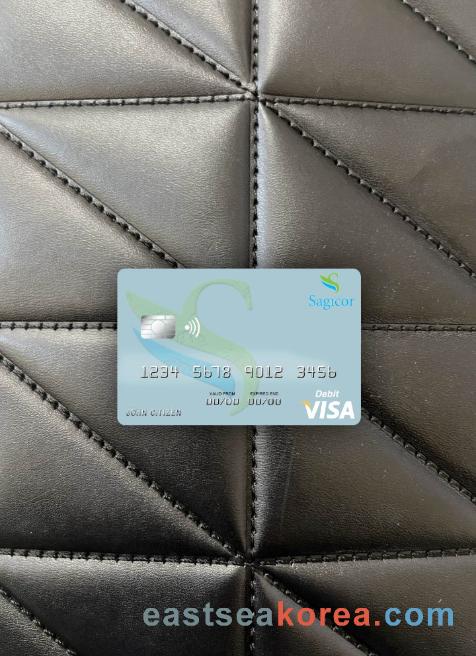 Sagicor
1234 5678 9012 3456
VALID FROM EXPIRES END
00/00 00/00
JOHN CITIZEN
Debit
VISA
eastseakorea.com